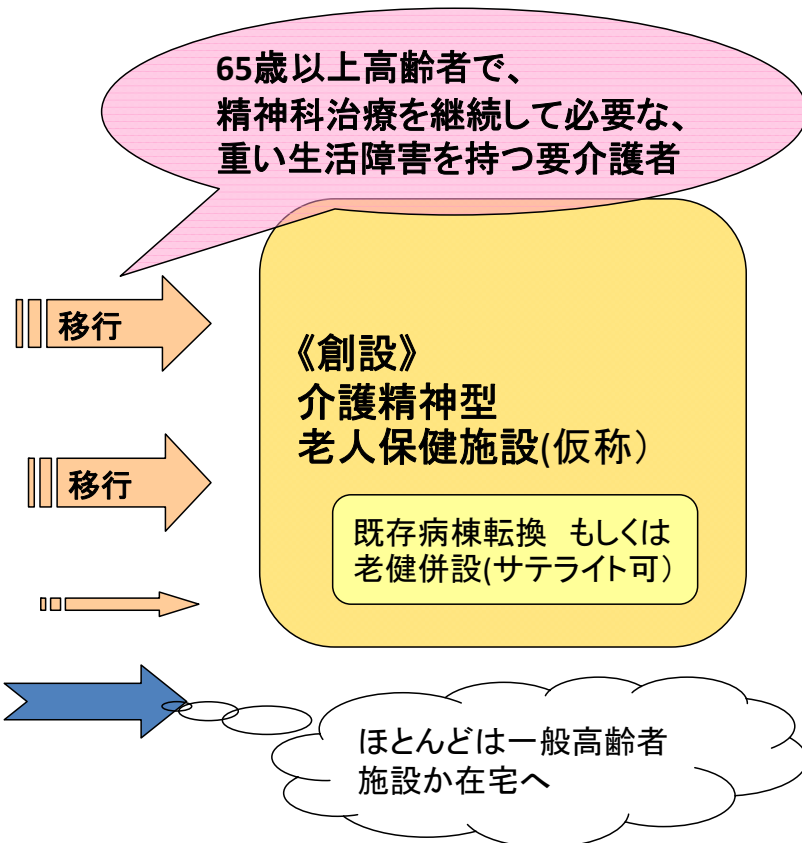 65歳以上高齢者で、
精神科治療を継続して必要な、
重い生活障害を持つ要介護者
移行
《創設》
介護精神型
老人保健施設(仮称）
移行
既存病棟転換　もしくは
老健併設(サテライト可）
ほとんどは一般高齢者
施設か在宅へ